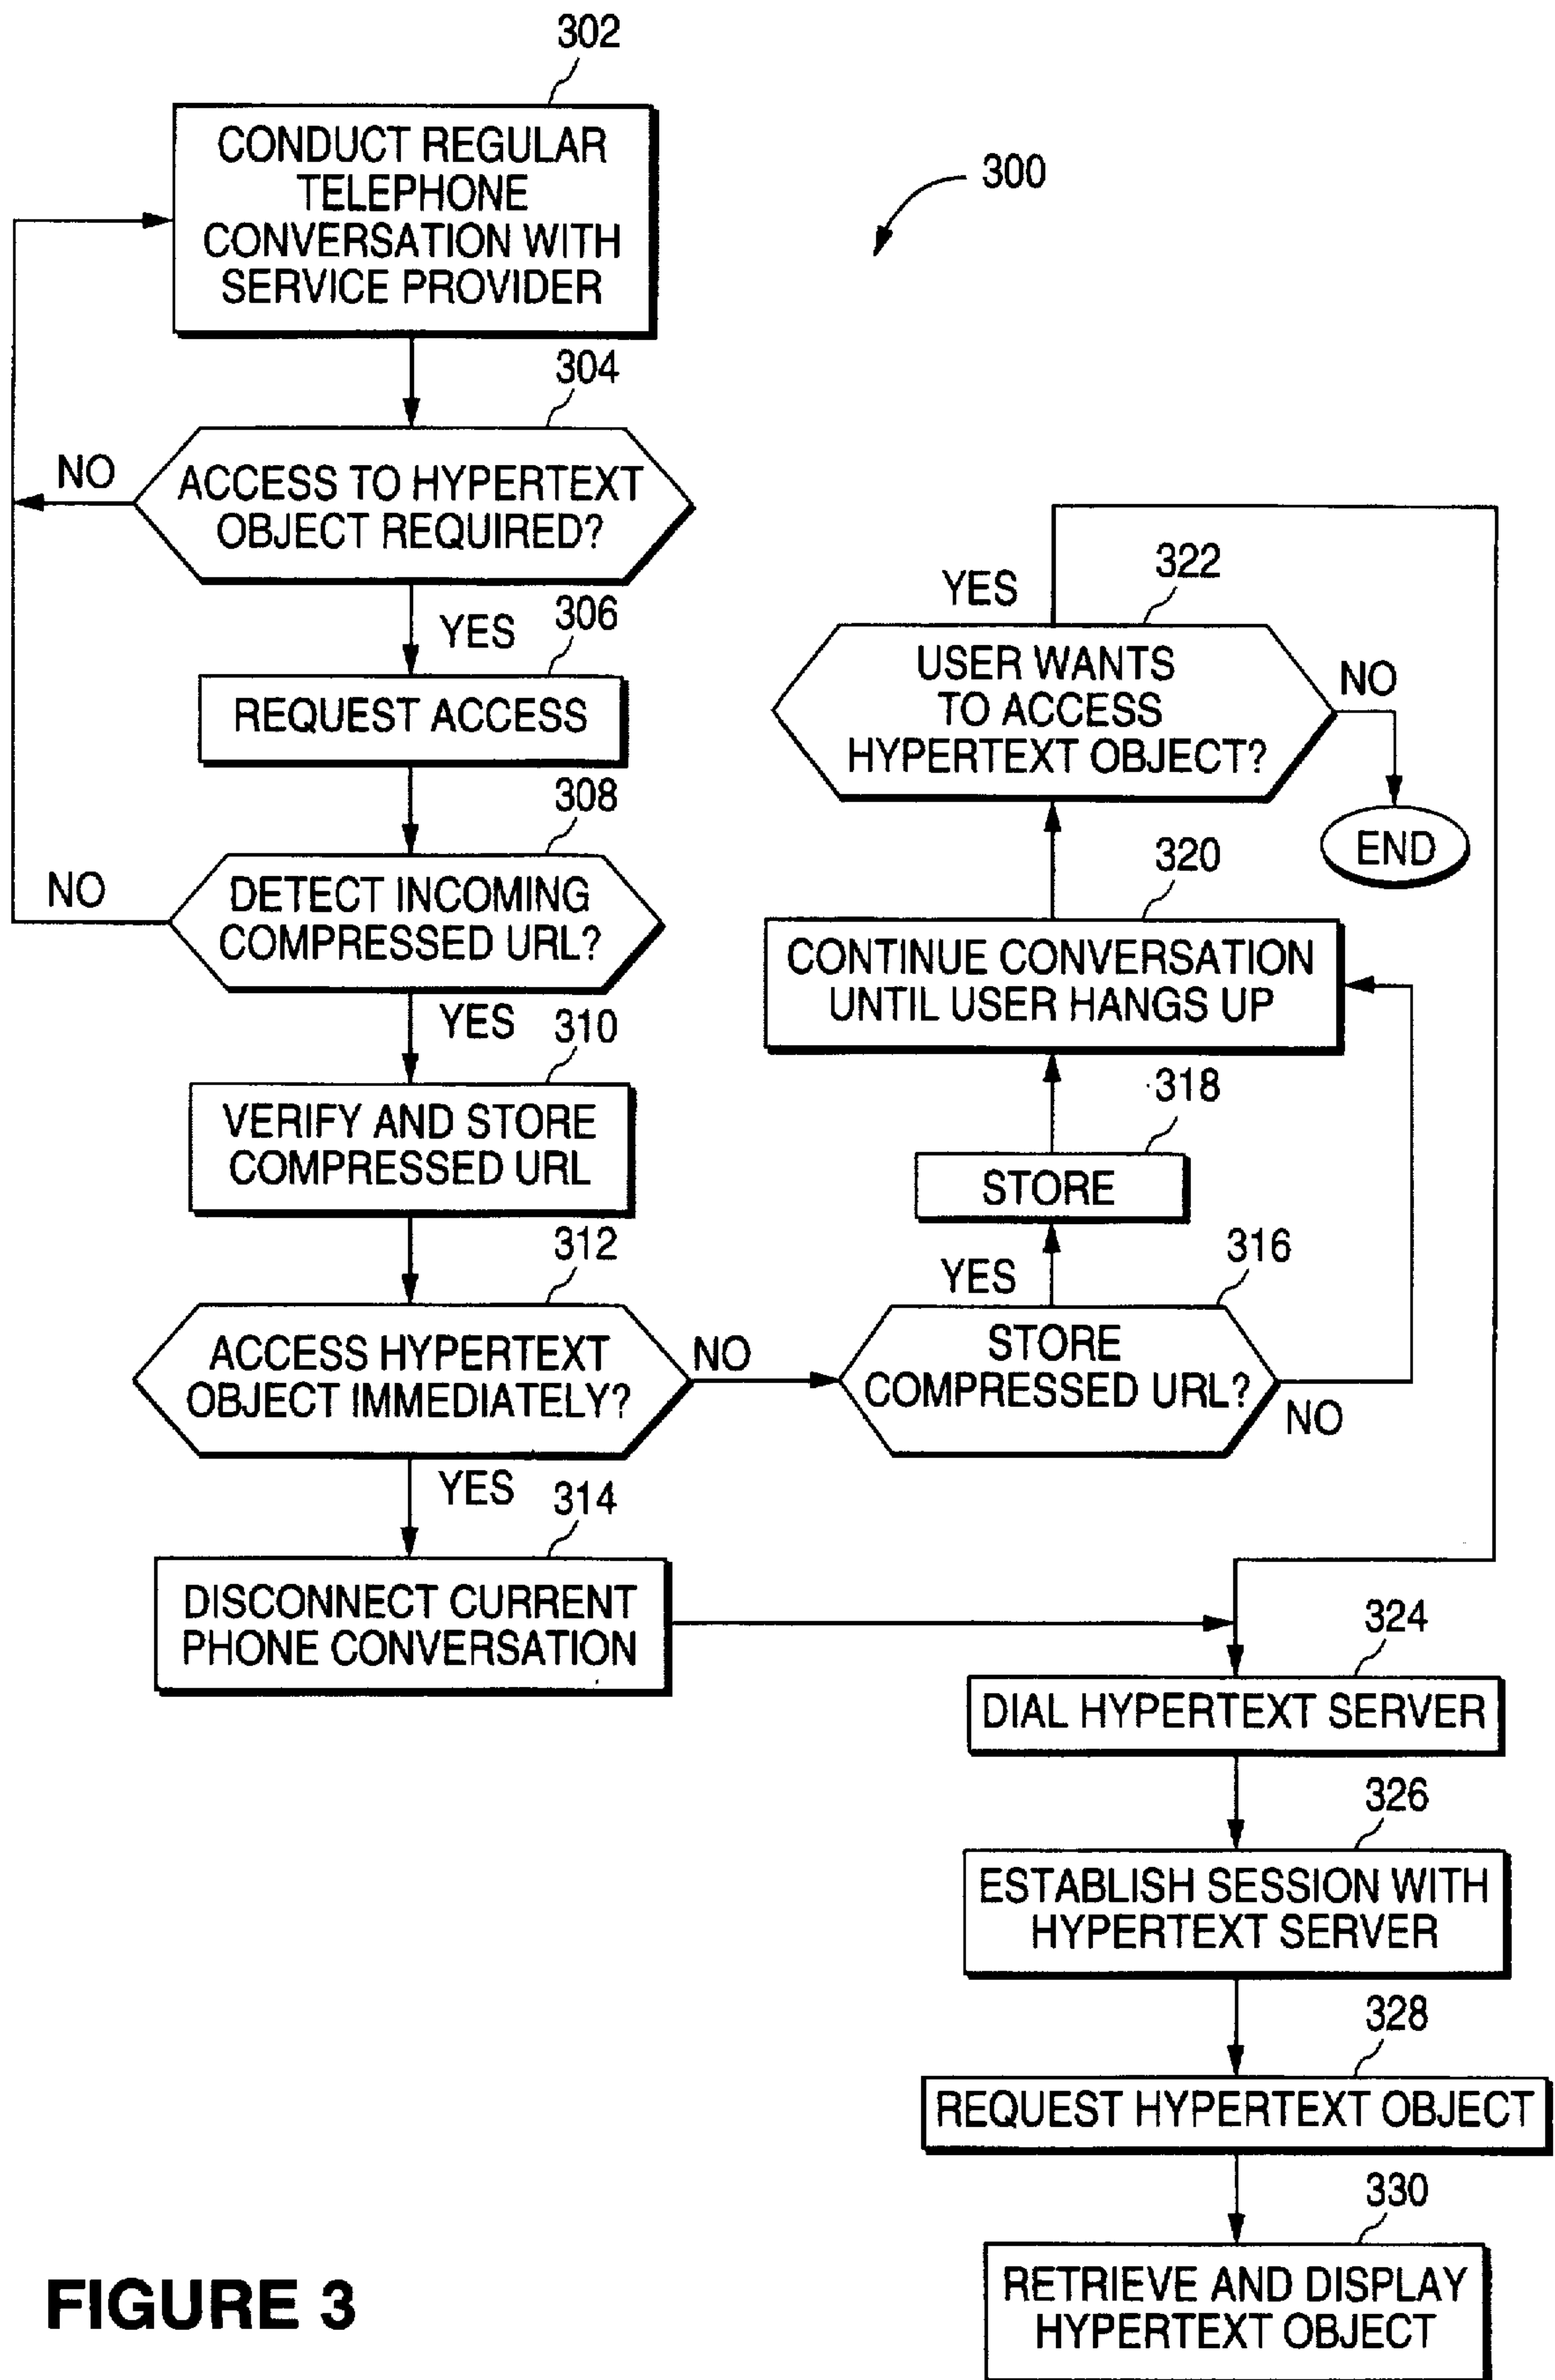 302
CONDUCT REGULAR
TELEPHONE
CONVERSATION WITH
SERVICE PROVIDER
300
304
NO
ACCESS TO HYPERTEXT
OBJECT REQUIRED?
YES
306
REQUEST ACCESS
308
NO
DETECT INCOMING
COMPRESSED URL?
YES
310
VERIFY AND STORE
COMPRESSED URL
312
ACCESS HYPERTEXT
OBJECT IMMEDIATELY?
NO
YES
314
DISCONNECT CURRENT
PHONE CONVERSATION
YES
322
USER WANTS
TO ACCESS
HYPERTEXT OBJECT?
NO
END
320
CONTINUE CONVERSATION
UNTIL USER HANGS UP
318
STORE
YES
316
STORE
COMPRESSED URL?
NO
324
DIAL HYPERTEXT SERVER
326
ESTABLISH SESSION WITH
HYPERTEXT SERVER
328
REQUEST HYPERTEXT OBJECT
330
RETRIEVE AND DISPLAY
HYPERTEXT OBJECT
FIGURE 3